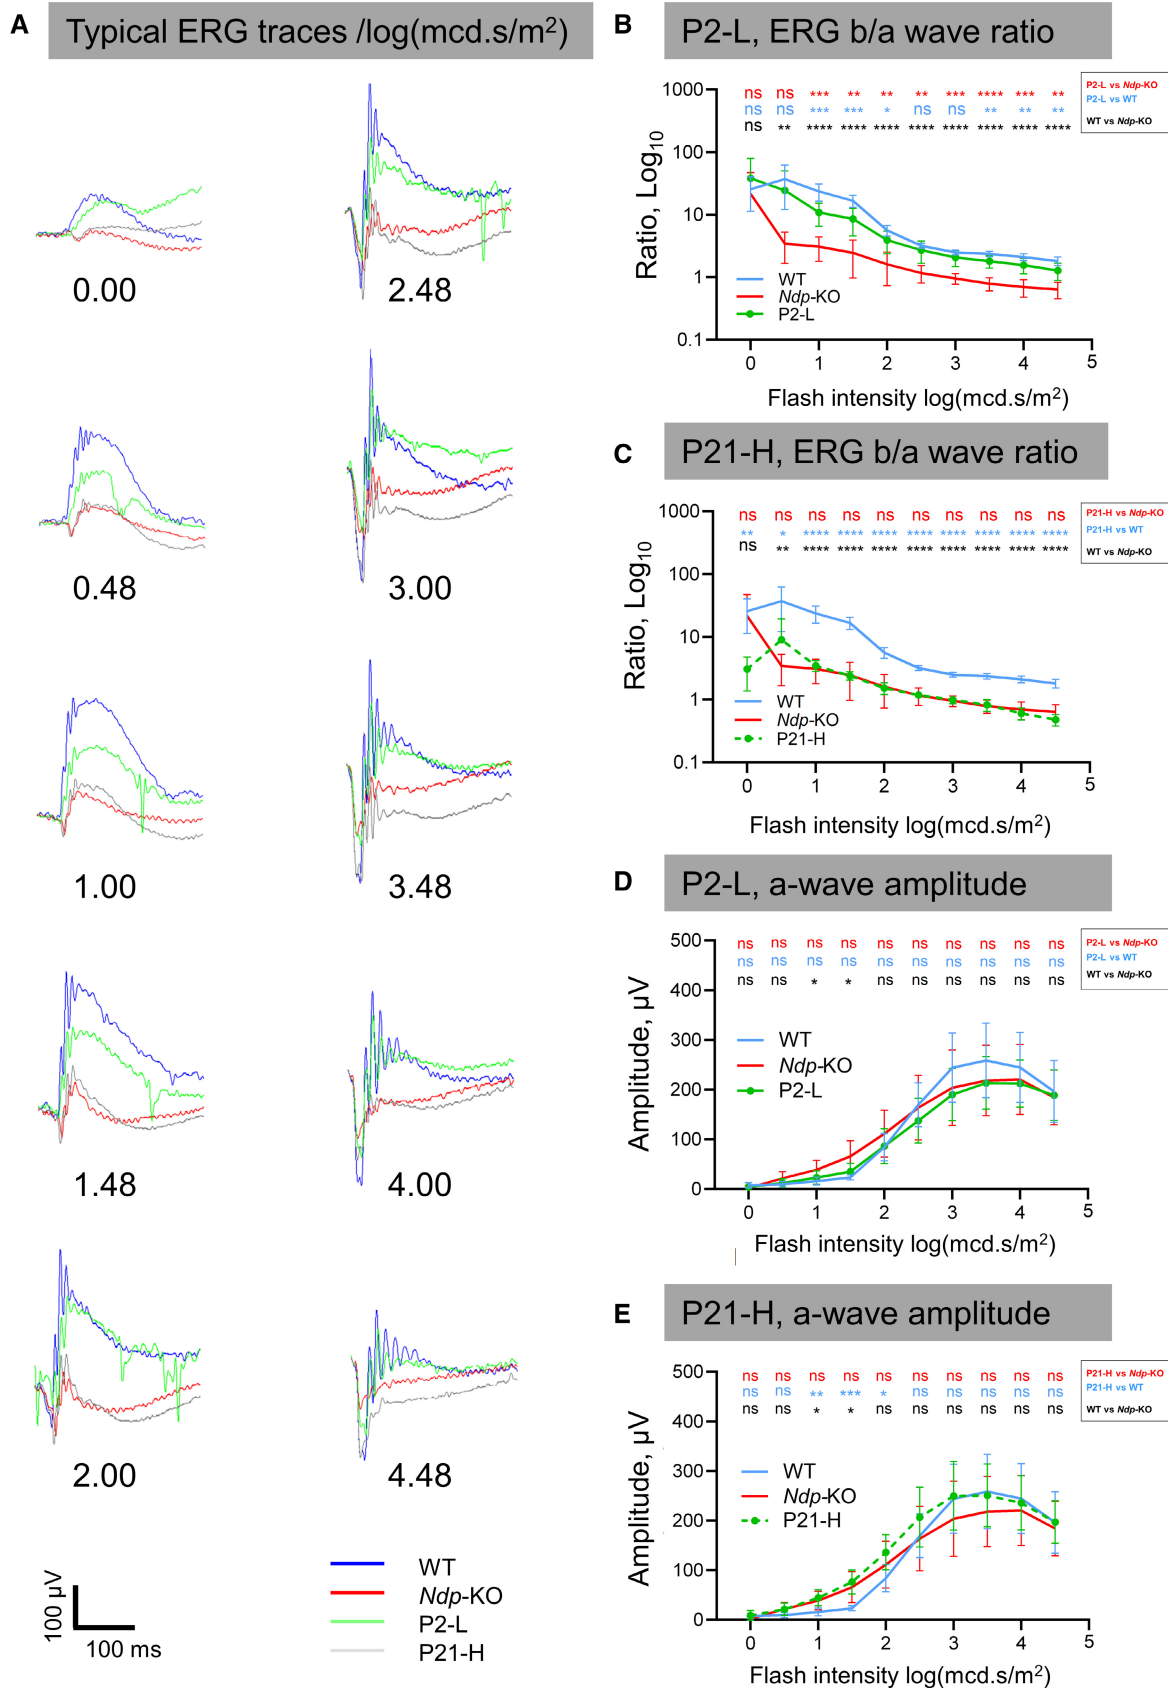 A
Typical ERG traces /log(mcd.s/m²)
0.00
2.48
0.48
3.00
1.00
3.48
1.48
4.00
2.00
4.48
100 µV
100 ms
WT
Ndp-KO
P2-L
P21-H
B
P2-L, ERG b/a wave ratio
ns ns *** ** ** ** *** **** *** **
ns ns *** *** * ns ns ** ** **
ns ** **** **** **** **** **** **** **** ****
P2-L vs Ndp-KO
P2-L vs WT
WT vs Ndp-KO
Ratio, Log10
1000
100
10
1
0.1
WT
Ndp-KO
P2-L
0 1 2 3 4 5
Flash intensity log(mcd.s/m²)
C
P21-H, ERG b/a wave ratio
ns ns ns ns ns ns ns ns ns ns
** * **** **** **** **** **** **** **** ****
ns ** **** **** **** **** **** **** **** ****
P21-H vs Ndp-KO
P21-H vs WT
WT vs Ndp-KO
Ratio, Log10
1000
100
10
1
0.1
WT
Ndp-KO
P21-H
0 1 2 3 4 5
Flash intensity log(mcd.s/m²)
D
P2-L, a-wave amplitude
ns ns ns ns ns ns ns ns ns ns
ns ns ns ns ns ns ns ns ns ns
ns ns * * ns ns ns ns ns ns
P2-L vs Ndp-KO
P2-L vs WT
WT vs Ndp-KO
Amplitude, µV
500
400
300
200
100
0
WT
Ndp-KO
P2-L
0 1 2 3 4 5
Flash intensity log(mcd.s/m²)
E
P21-H, a-wave amplitude
ns ns ns ns ns ns ns ns ns ns
ns ns ** *** * ns ns ns ns ns
ns ns * * ns ns ns ns ns ns
P21-H vs Ndp-KO
P21-H vs WT
WT vs Ndp-KO
Amplitude, µV
500
400
300
200
100
0
WT
Ndp-KO
P21-H
0 1 2 3 4 5
Flash intensity log(mcd.s/m²)